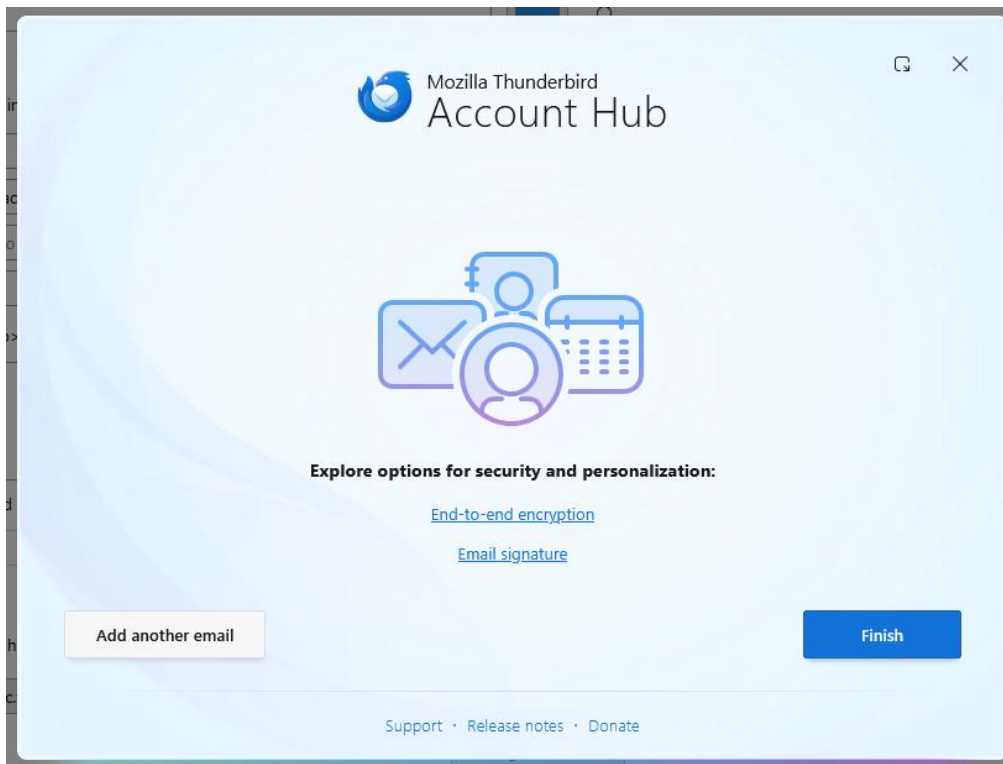 Mozilla Thunderbird
Account Hub
Explore options for security and personalization:
End-to-end encryption
Email signature
Add another email
Finish
Support · Release notes · Donate